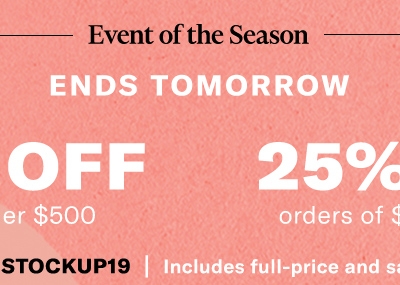 Event of the Season
ENDS TOMORROW
OFF 25%
er $500 orders of $
STOCKUP19 | Includes full-price and sa